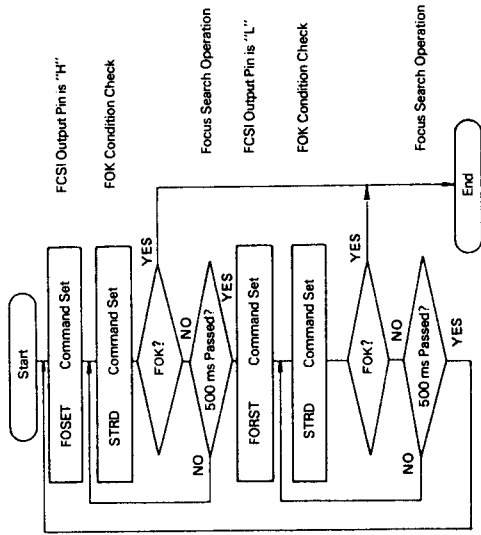 Start
FOSET Command Set FCSI Output Pin is "H"
STRD Command Set FOK Condition Check
FOK? YES
NO
500 ms Passed? Focus Search Operation
NO YES
FORST Command Set FCSI Output Pin is "L"
STRD Command Set FOK Condition Check
FOK? YES
NO
500 ms Passed? Focus Search Operation
NO YES
End